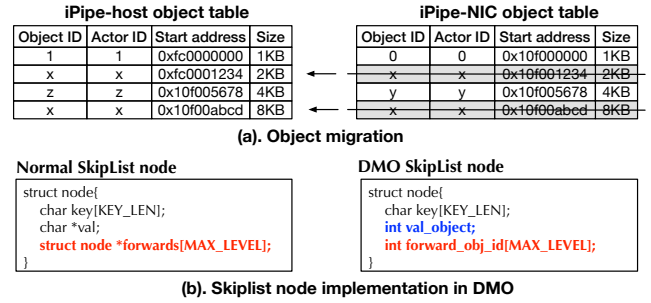 iPipe-host object table
Object ID Actor ID Start address Size
1 1 0xfc0000000 1KB
x x 0xfc0001234 2KB
z z 0x10f005678 4KB
x x 0x10f00abcd 8KB
iPipe-NIC object table
Object ID Actor ID Start address Size
0 0 0x10f000000 1KB
x x 0x10f001234 2KB
y y 0x10f005678 4KB
x x 0x10f00abcd 8KB
(a). Object migration
Normal SkipList node
struct node{
char key[KEY_LEN];
char *val;
struct node *forwards[MAX_LEVEL];
}
DMO SkipList node
struct node{
char key[KEY_LEN];
int val_object;
int forward_obj_id[MAX_LEVEL];
}
(b). Skiplist node implementation in DMO